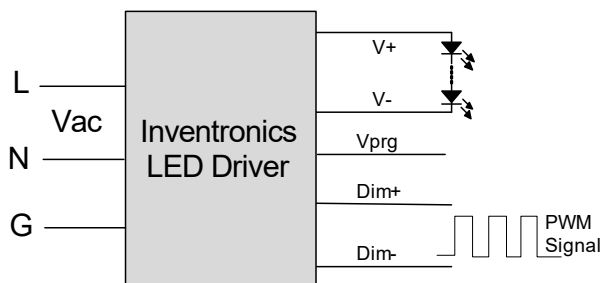 L
Vac
N
G
Inventronics
LED Driver
V+
V-
Vprg
Dim+
Dim-
PWM
Signal